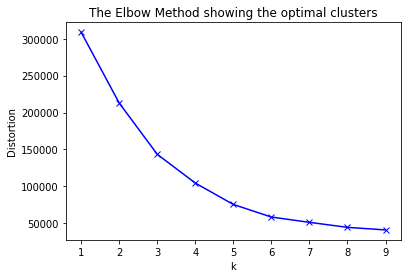 The Elbow Method showing the optimal clusters
300000
250000
200000
150000
100000
50000
Distortion
1 2 3 4 5 6 7 8 9
k